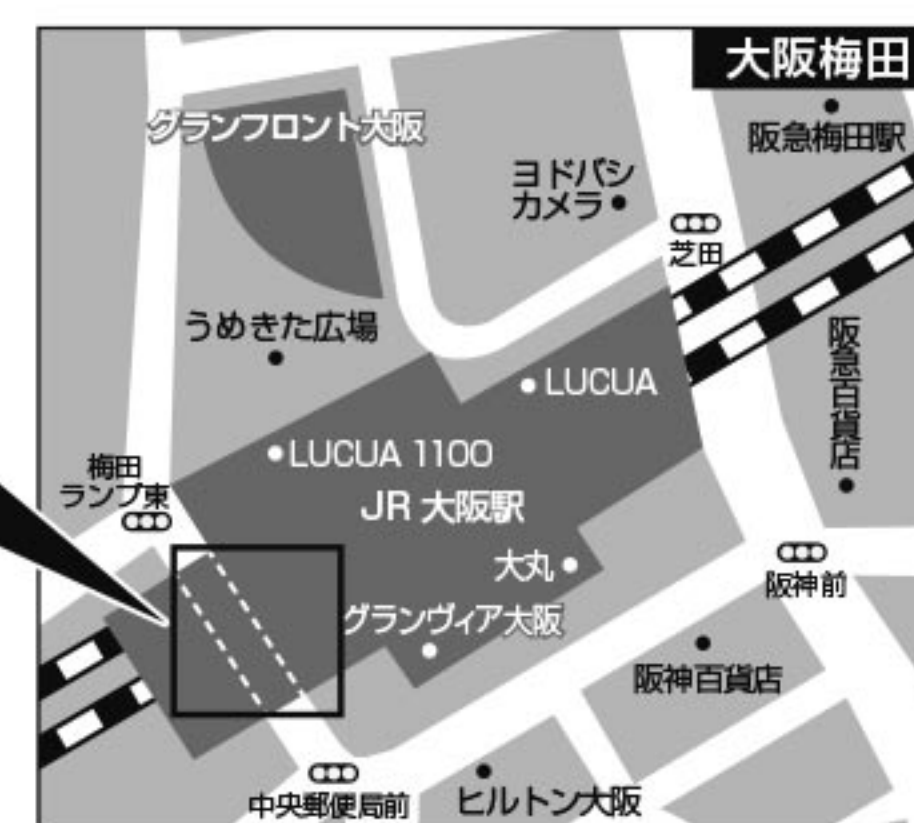 大阪梅田
阪急梅田駅
グランフロント大阪
ヨドバシ
カメラ
芝田
うめきた広場
阪急百貨店
LUCUA
LUCUA 1100
梅田
ランプ東
JR 大阪駅
大丸
阪神前
グランヴィア大阪
阪神百貨店
中央郵便局前
ヒルトン大阪